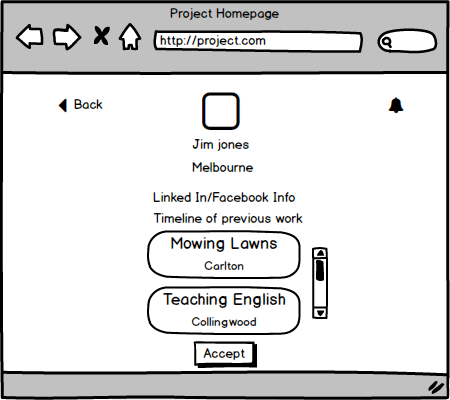 Project Homepage
http://project.com
Back
Jim jones
Melbourne
Linked In/Facebook Info
Timeline of previous work
Mowing Lawns
Carlton
Teaching English
Collingwood
Accept